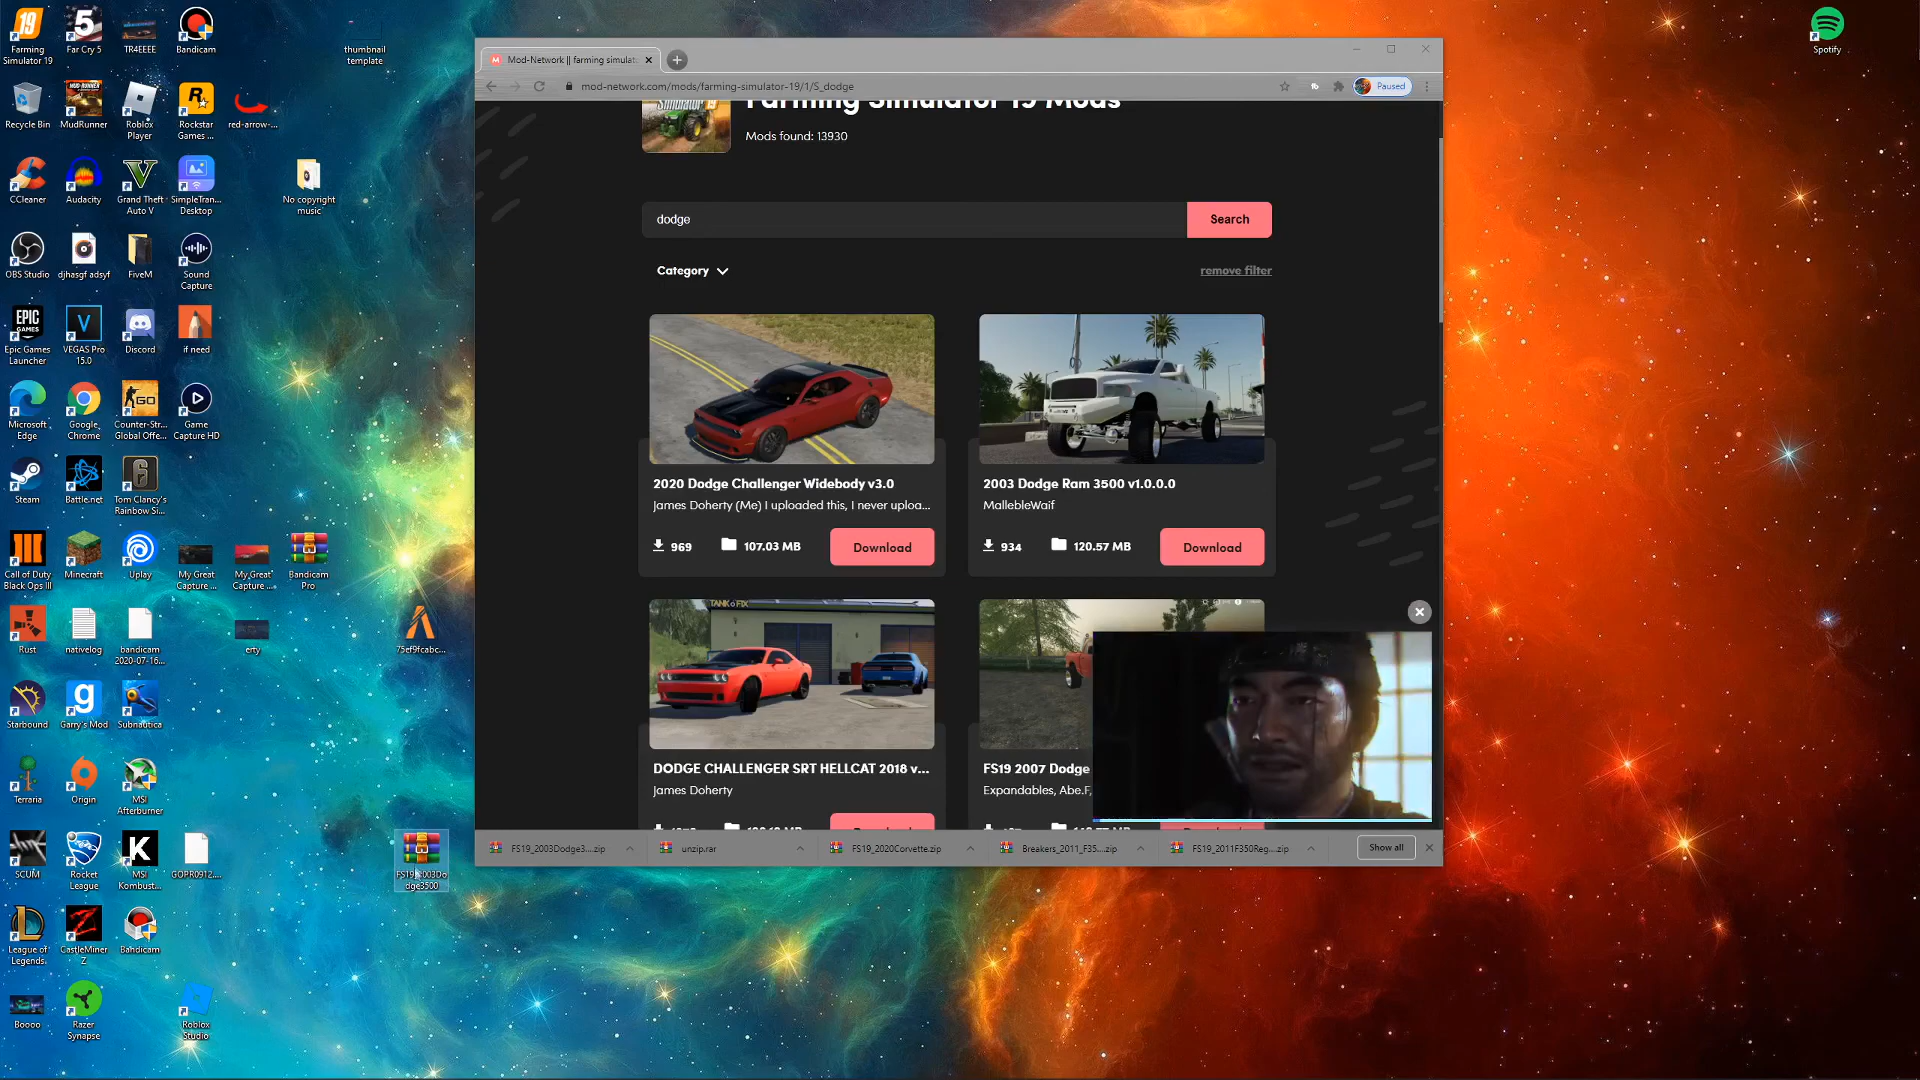 Farming
Simulator 19
Far Cry 5
TR4EEEE
Bandicam
thumbnail
template
Spotify
Recycle Bin
MudRunner
Roblox
Player
Rockstar
Games ...
red-arrow-...
CCleaner
Audacity
Grand Theft
Auto V
SimpleTran...
Desktop
No copyright
music
OBS Studio
djhasgf adsyf
FiveM
Sound
Capture
Epic Games
Launcher
VEGAS Pro
15.0
Discord
if need
Microsoft
Edge
Google
Chrome
Counter-Str...
Global Offe...
Game
Capture HD
Steam
Battle.net
Tom Clancy's
Rainbow Si...
Call of Duty
Black Ops III
Minecraft
Uplay
My Great
Capture ...
My Great
Capture ...
Bandicam
Pro
Rust
nativelog
bandicam
2020-07-16...
erty
75ef9fcabc...
Starbound
Garry's Mod
Subnautica
Terraria
Origin
MSI
Afterburner
SCUM
Rocket
League
MSI
Kombust...
GOPR0912,...
FS19_2003Do
dge3500
League of
Legends
CastleMiner
Z
Bandicam
Boooo
Razer
Synapse
Roblox
Studio
Mod-Network || farming simulat
mod-network.com/mods/farming-simulator-19/1/S_dodge
Paused
Farming Simulator 19 Mods
Mods found: 13930
dodge
Search
Category
remove filter
2020 Dodge Challenger Widebody v3.0
James Doherty (Me) I uploaded this, I never uploa...
969
107.03 MB
Download
2003 Dodge Ram 3500 v1.0.0.0
MallebleWaif
934
120.57 MB
Download
TANK & FIX
DODGE CHALLENGER SRT HELLCAT 2018 v...
James Doherty
FS19 2007 Dodge
Expandables, Abe.F,
FS19_2003Dodge3....zip
unzip.rar
FS19_2020Corvette.zip
Breakers_2011_F35....zip
FS19_2011F350Reg....zip
Show all